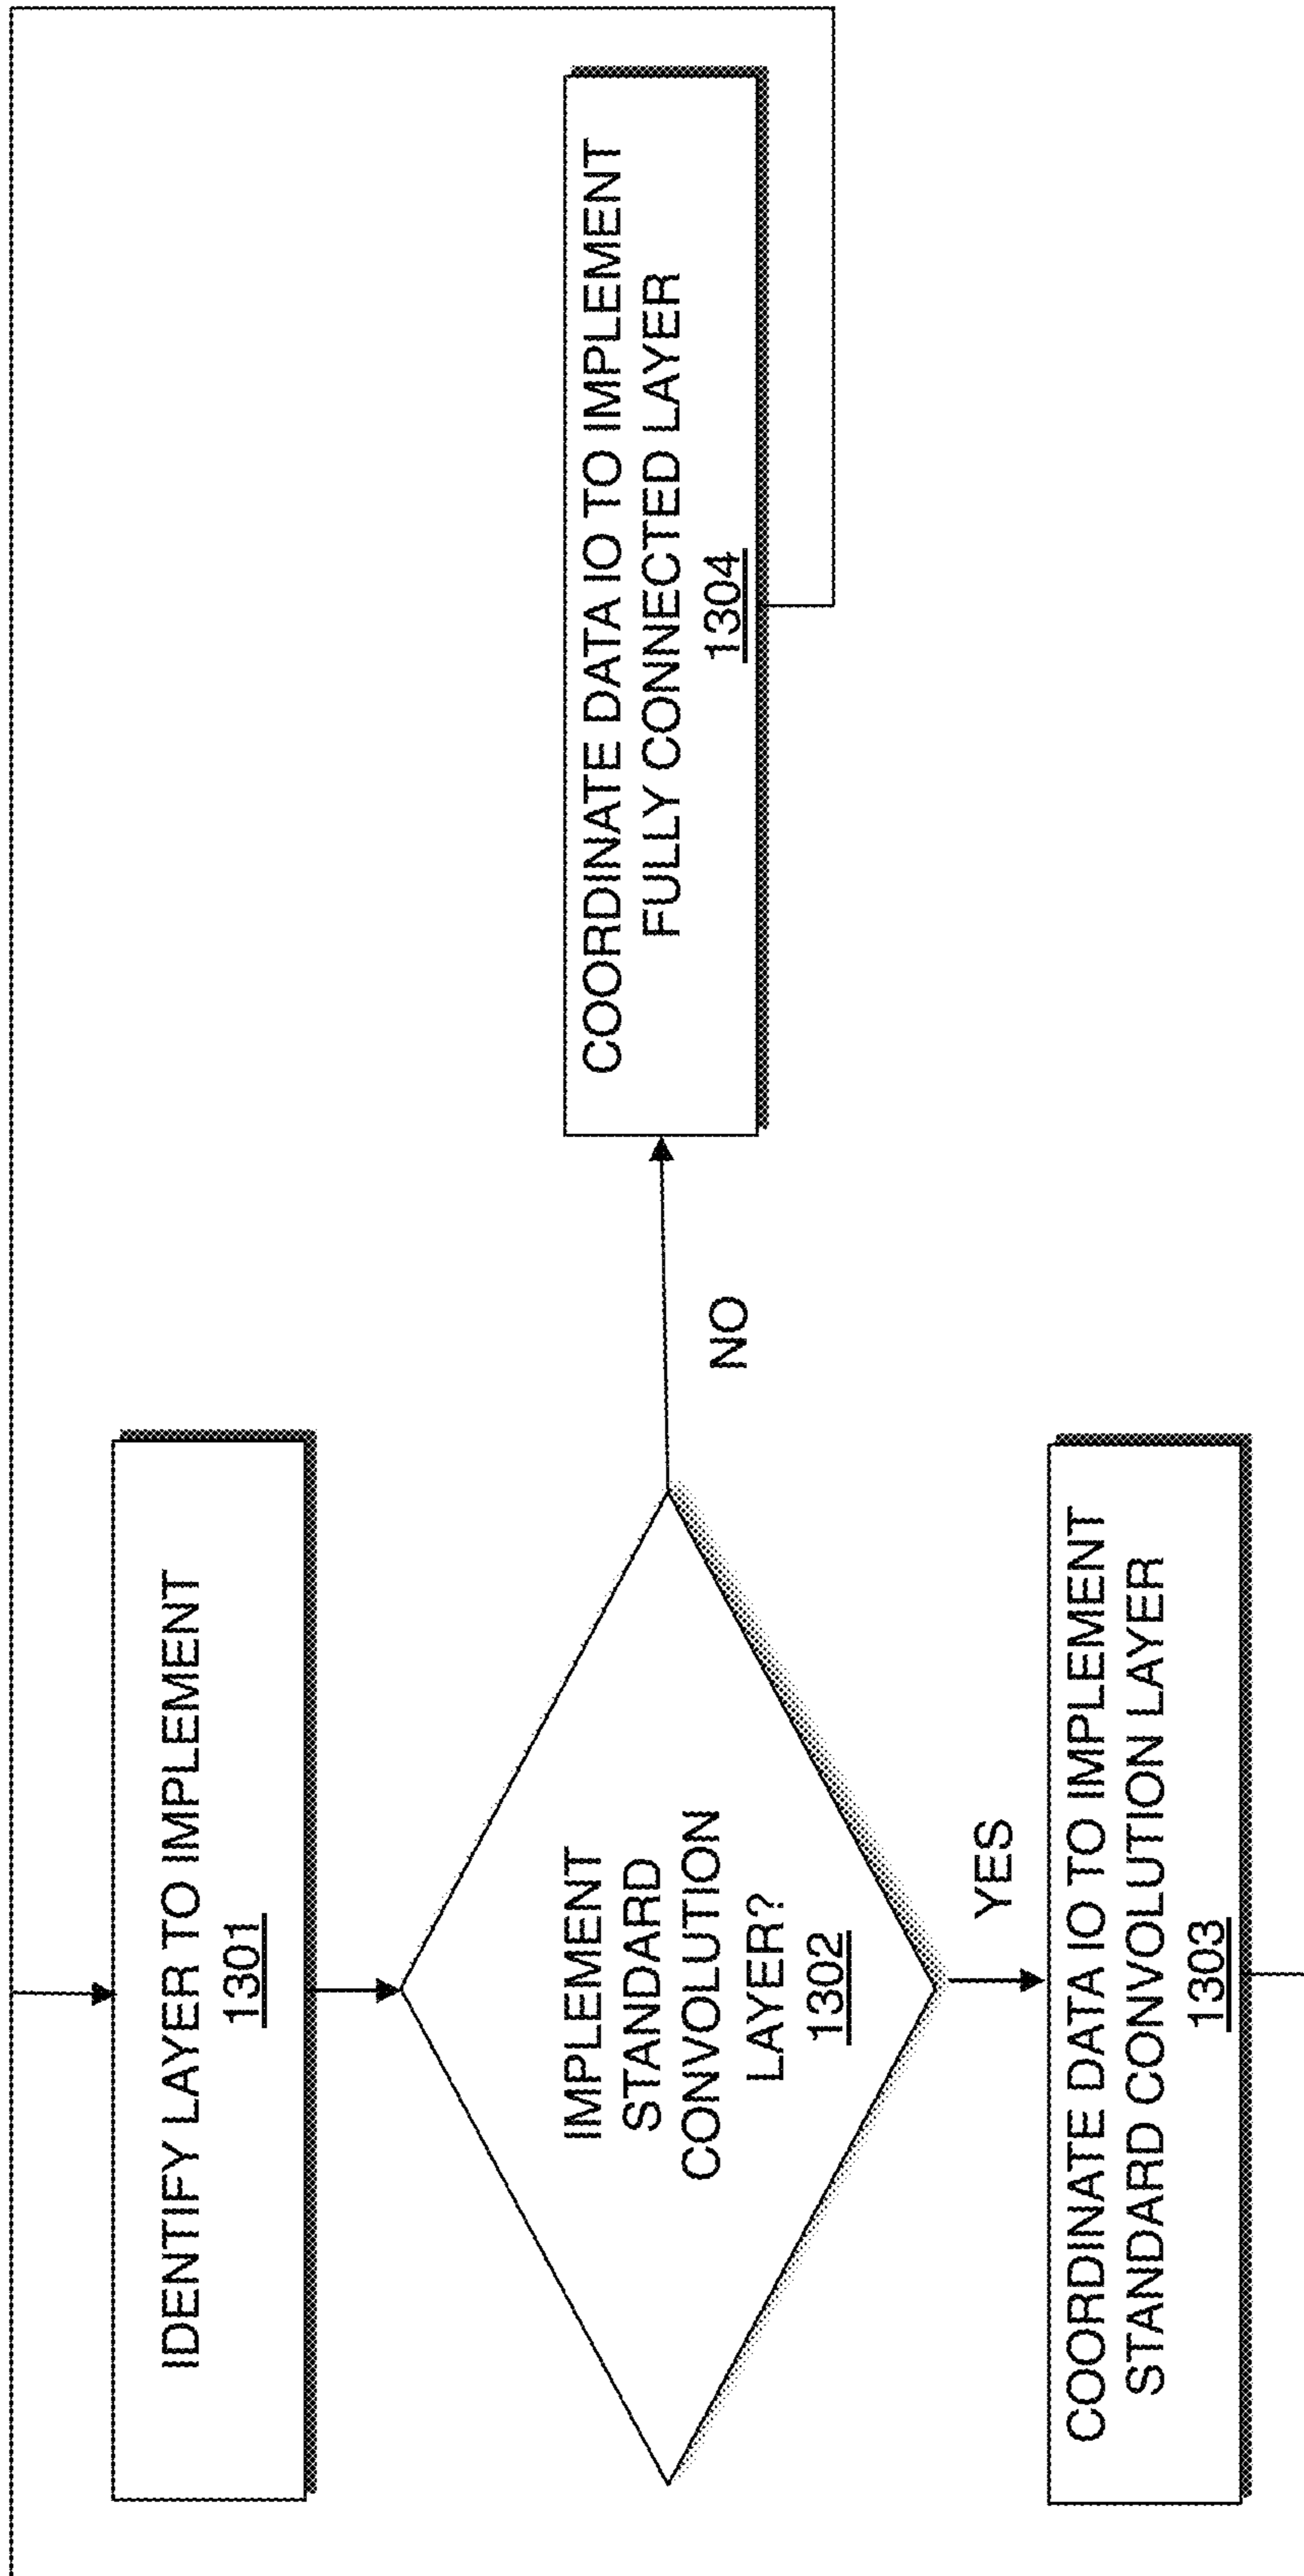 IDENTIFY LAYER TO IMPLEMENT
1301
IMPLEMENT
STANDARD
CONVOLUTION
LAYER?
1302
NO
COORDINATE DATA IO TO IMPLEMENT
FULLY CONNECTED LAYER
1304
YES
COORDINATE DATA IO TO IMPLEMENT
STANDARD CONVOLUTION LAYER
1303